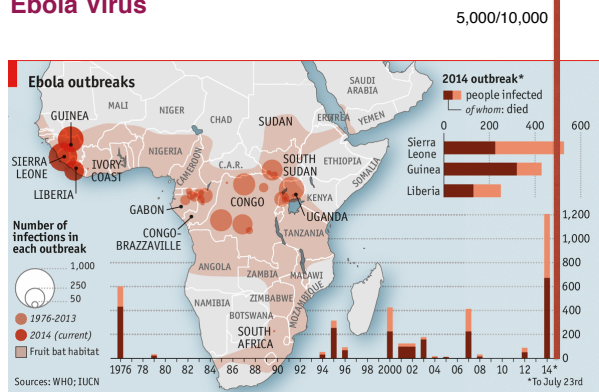 Ebola Virus
5,000/10,000
Ebola outbreaks
2014 outbreak*
people infected
of whom: died
0 200 400 600
Sierra
Leone
Guinea
Liberia
SAUDI
ARABIA
MALI
NIGER
CHAD
SUDAN
ERITREA
YEMEN
GUINEA
NIGERIA
CAMEROON
C.A.R.
SOUTH
SUDAN
ETHIOPIA
SOMALIA
SIERRA
LEONE
IVORY
COAST
LIBERIA
GABON
CONGO
KENYA
UGANDA
CONGO-
BRAZZAVILLE
TANZANIA
ANGOLA
ZAMBIA
MALAWI
MOZAMBIQUE
NAMIBIA
ZIMBABWE
BOTSWANA
SOUTH
AFRICA
Number of
infections in
each outbreak
1,000
250
50
1976-2013
2014 (current)
Fruit bat habitat
1,200
1,000
800
600
400
200
0
1976 78 80 82 84 86 88 90 92 94 96 98 2000 02 04 06 08 10 12 14*
Sources: WHO; IUCN
*To July 23rd